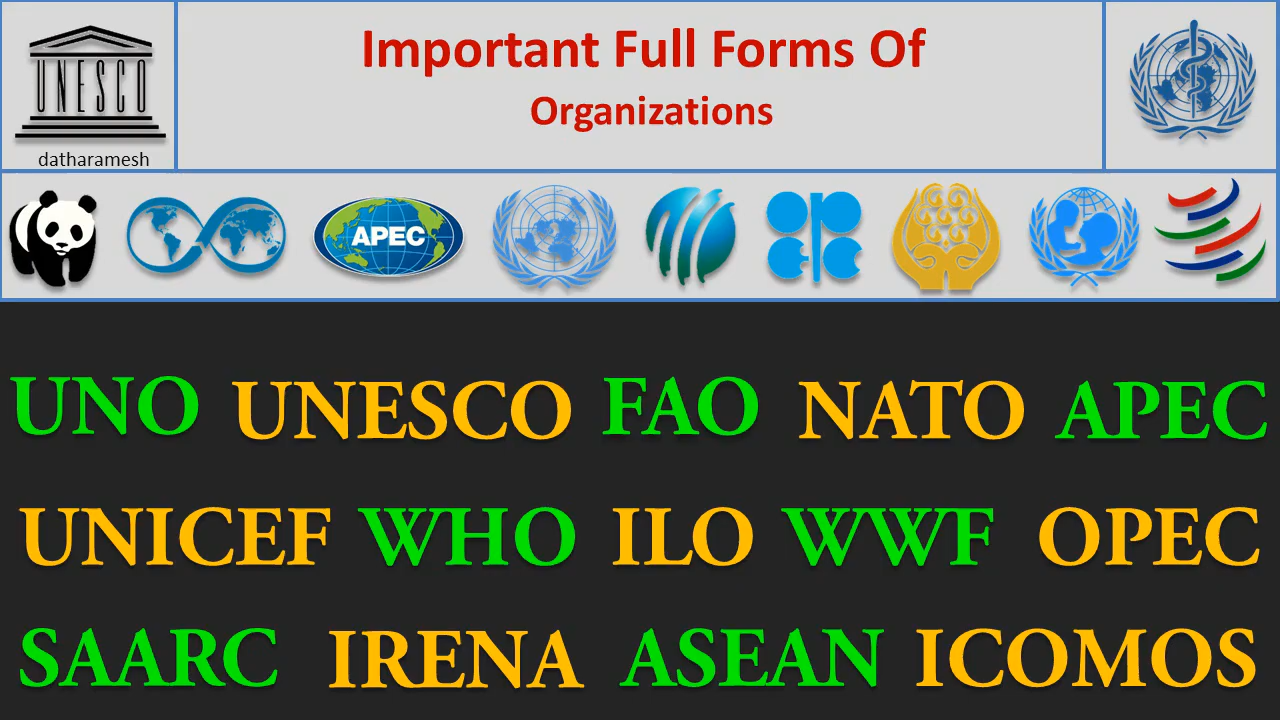 UNESCO
datharamesh
Important Full Forms Of
Organizations
APEC
UNO UNESCO FAO NATO APEC
UNICEF WHO ILO WWF OPEC
SAARC IRENA ASEAN ICOMOS